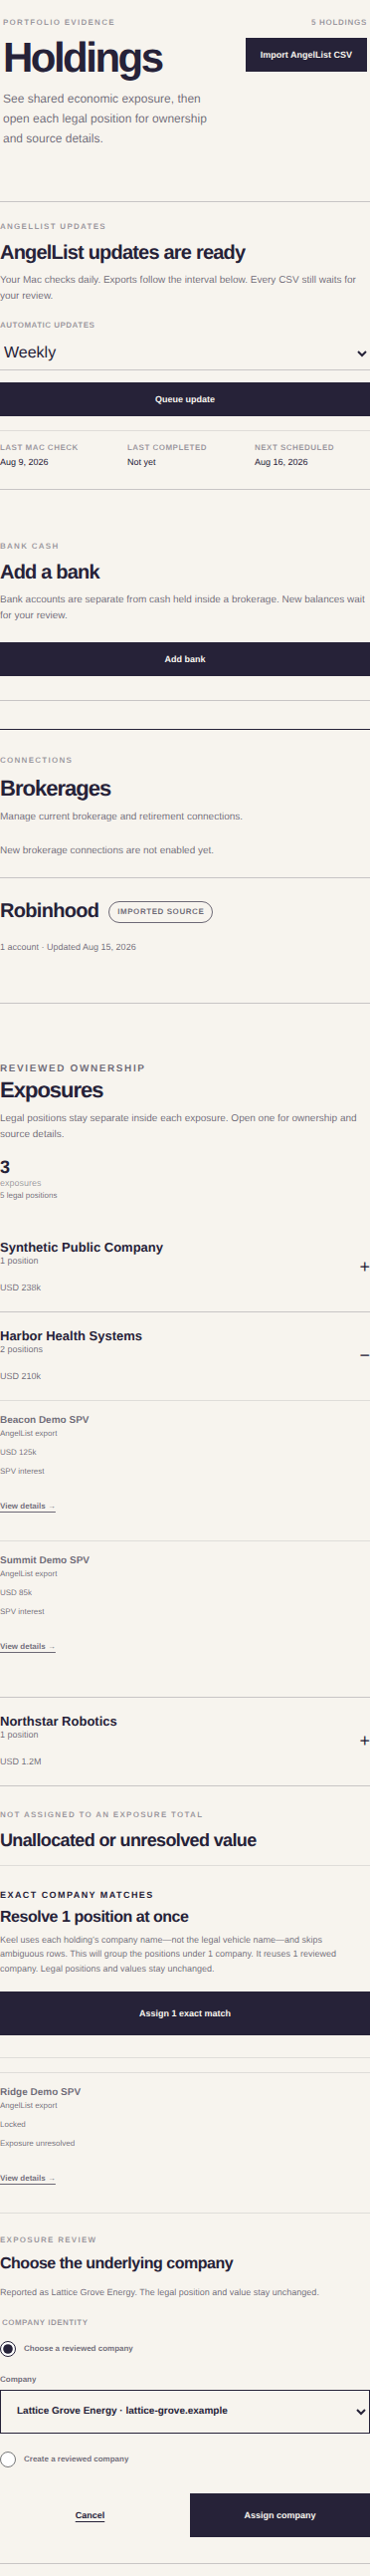 PORTFOLIO EVIDENCE
5 HOLDINGS
Holdings
Import AngelList CSV
See shared economic exposure, then
open each legal position for ownership
and source details.
ANGELLIST UPDATES
AngelList updates are ready
Your Mac checks daily. Exports follow the interval below. Every CSV still waits for
your review.
AUTOMATIC UPDATES
Weekly
Queue update
LAST MAC CHECK
LAST COMPLETED
NEXT SCHEDULED
Aug 9, 2026
Not yet
Aug 16, 2026
BANK CASH
Add a bank
Bank accounts are separate from cash held inside a brokerage. New balances wait
for your review.
Add bank
CONNECTIONS
Brokerages
Manage current brokerage and retirement connections.
New brokerage connections are not enabled yet.
Robinhood
IMPORTED SOURCE
1 account · Updated Aug 15, 2026
REVIEWED OWNERSHIP
Exposures
Legal positions stay separate inside each exposure. Open one for ownership and
source details.
3
exposures
5 legal positions
Synthetic Public Company
1 position
+
USD 238k
Harbor Health Systems
2 positions
−
USD 210k
Beacon Demo SPV
AngelList export
USD 125k
SPV interest
View details →
Summit Demo SPV
AngelList export
USD 85k
SPV interest
View details →
Northstar Robotics
1 position
+
USD 1.2M
NOT ASSIGNED TO AN EXPOSURE TOTAL
Unallocated or unresolved value
EXACT COMPANY MATCHES
Resolve 1 position at once
Keel uses each holding's company name—not the legal vehicle name—and skips
ambiguous rows. This will group the positions under 1 company. It reuses 1 reviewed
company. Legal positions and values stay unchanged.
Assign 1 exact match
Ridge Demo SPV
AngelList export
Locked
Exposure unresolved
View details →
EXPOSURE REVIEW
Choose the underlying company
Reported as Lattice Grove Energy. The legal position and value stay unchanged.
COMPANY IDENTITY
Choose a reviewed company
Company
Lattice Grove Energy · lattice-grove.example
Create a reviewed company
Cancel
Assign company